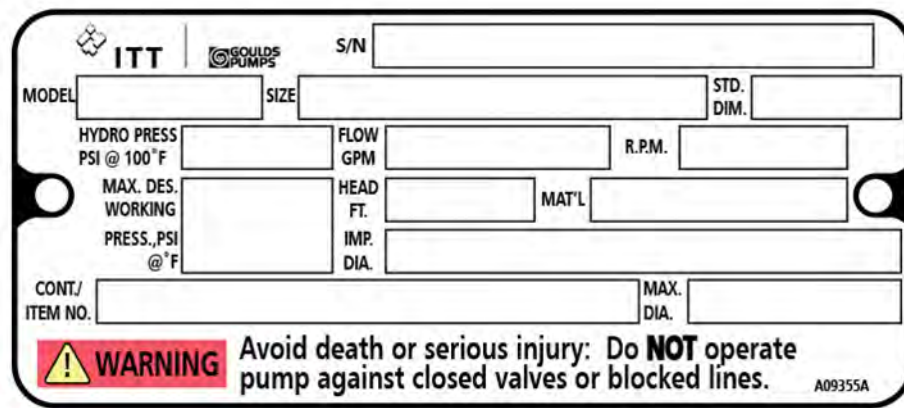 ITT GOULDS PUMPS S/N
MODEL SIZE STD. DIM.
HYDRO PRESS PSI @ 100°F FLOW GPM R.P.M.
MAX. DES. WORKING HEAD FT. MAT'L
PRESS.,PSI @°F IMP. DIA.
CONT./ ITEM NO. MAX. DIA.
WARNING
Avoid death or serious injury: Do NOT operate
pump against closed valves or blocked lines.
A09355A